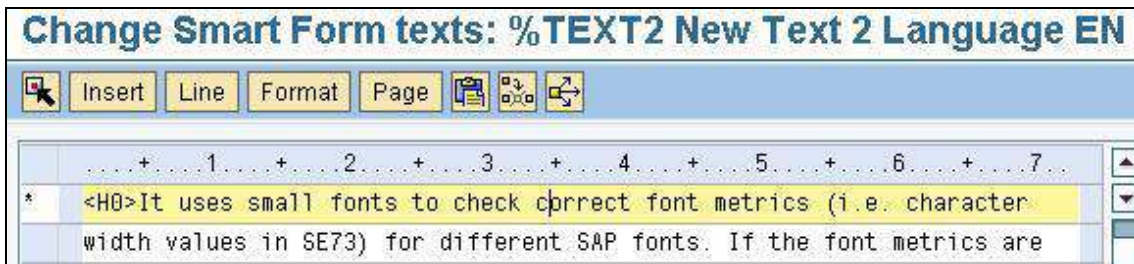 Change Smart Form texts: %TEXT2 New Text 2 Language EN
Insert Line Format Page
....+....1....+....2....+....3....+....4....+....5....+....6....+....7..
* <H0>It uses small fonts to check correct font metrics (i.e. character
width values in SE73) for different SAP fonts. If the font metrics are